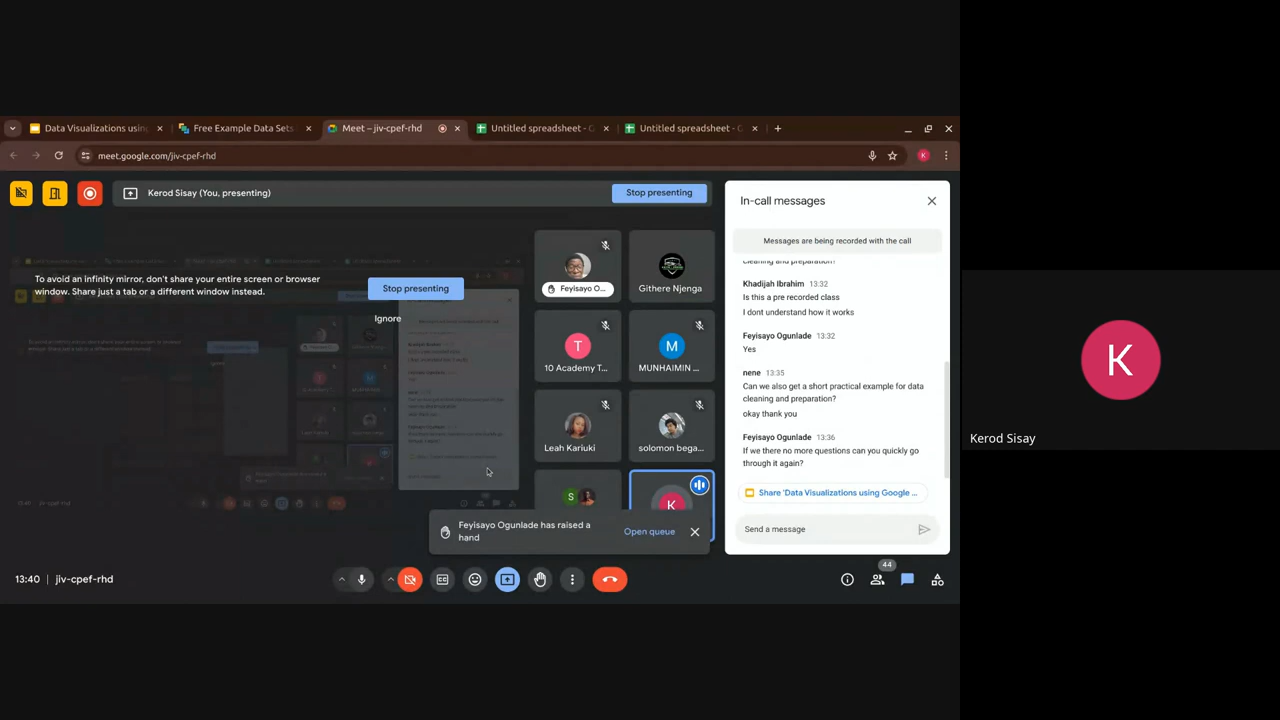 Data Visualizations using
Free Example Data Sets
Meet – jiv-cpef-rhd
Untitled spreadsheet - G
Untitled spreadsheet - G
meet.google.com/jiv-cpef-rhd
K
Kerod Sisay (You, presenting)
Stop presenting
To avoid an infinity mirror, don't share your entire screen or browser
window. Share just a tab or a different window instead.
Stop presenting
Ignore
Feyisayo O...
Githere Njenga
T
10 Academy T...
M
MUNHAIMIN ...
Leah Kariuki
solomon bega...
S
K
Feyisayo Ogunlade has raised a
hand
Open queue
In-call messages
Messages are being recorded with the call
cleaning and preparation?
Khadijah Ibrahim 13:32
Is this a pre recorded class
I dont understand how it works
Feyisayo Ogunlade 13:32
Yes
nene 13:35
Can we also get a short practical example for data
cleaning and preparation?
okay thank you
Feyisayo Ogunlade 13:36
If we there no more questions can you quickly go
through it again?
Share 'Data Visualizations using Google ...
Send a message
13:40 | jiv-cpef-rhd
44
K
Kerod Sisay